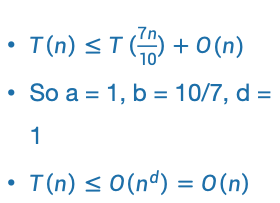 • T(n) ≤ T (7n/10) + O(n)
• So a = 1, b = 10/7, d =
1
• T(n) ≤ O(n^d) = O(n)